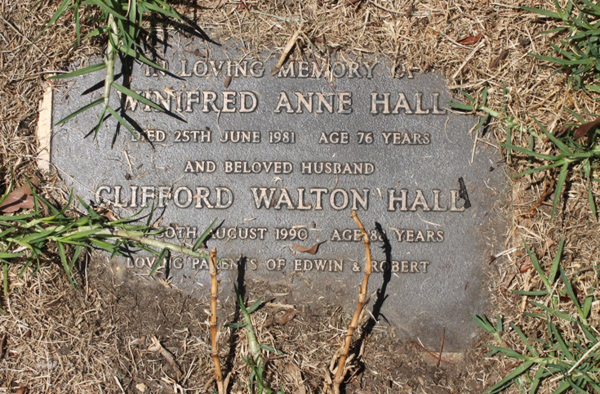 IN LOVING MEMORY OF
WINIFRED ANNE HALL
DIED 25TH JUNE 1981 AGE 76 YEARS
AND BELOVED HUSBAND
CLIFFORD WALTON HALL
AUGUST 1990 AGE YEARS
LOVING PARENTS OF EDWIN & ROBERT